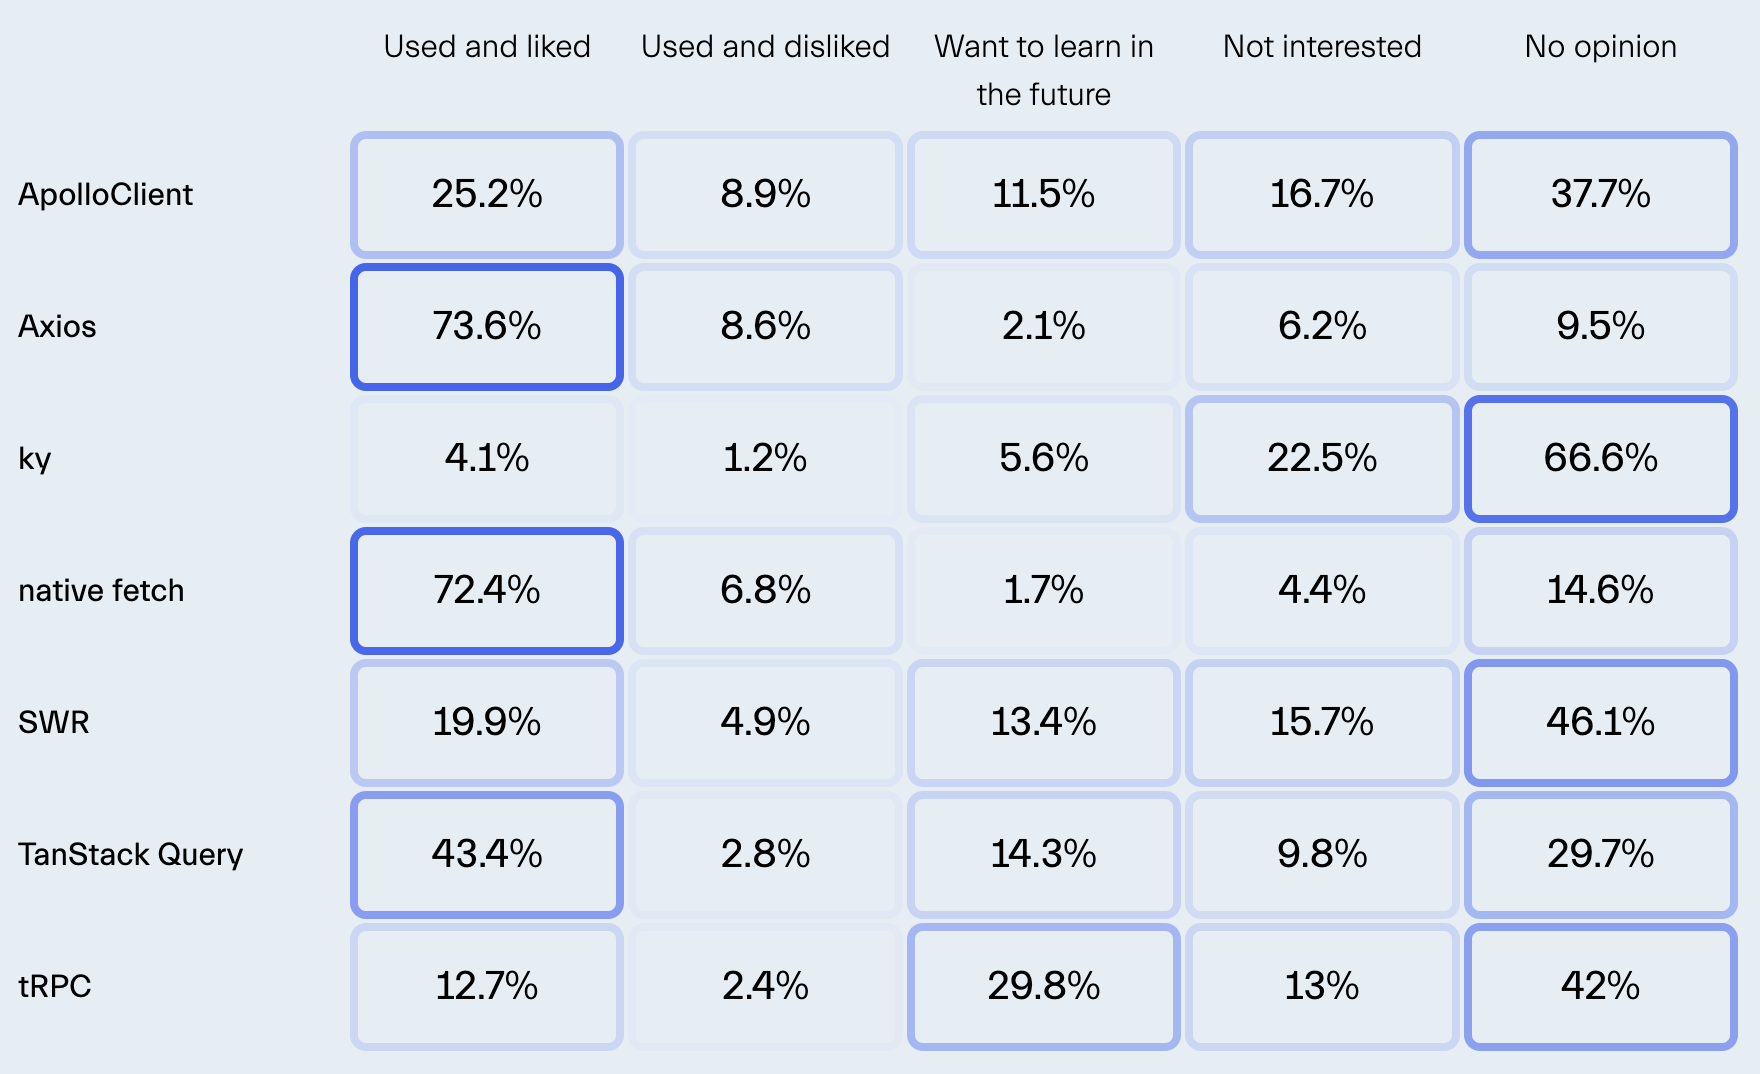 Used and liked Used and disliked Want to learn in the future Not interested No opinion
ApolloClient 25.2% 8.9% 11.5% 16.7% 37.7%
Axios 73.6% 8.6% 2.1% 6.2% 9.5%
ky 4.1% 1.2% 5.6% 22.5% 66.6%
native fetch 72.4% 6.8% 1.7% 4.4% 14.6%
SWR 19.9% 4.9% 13.4% 15.7% 46.1%
TanStack Query 43.4% 2.8% 14.3% 9.8% 29.7%
tRPC 12.7% 2.4% 29.8% 13% 42%